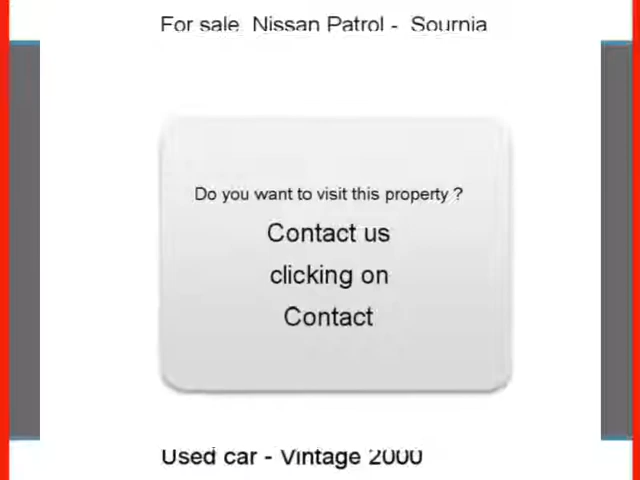 For sale Nissan Patrol - Sournia
Do you want to visit this property ?
Contact us
clicking on
Contact
Used car - Vintage 2000